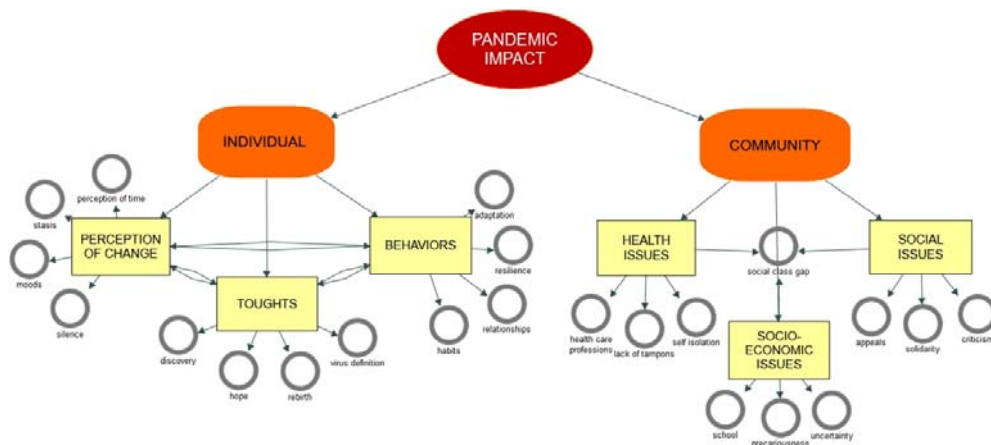 PANDEMIC
IMPACT
INDIVIDUAL
COMMUNITY
perception of time
stasis
PERCEPTION
OF CHANGE
moods
silence
BEHAVIORS
adaptation
resilience
relationships
habits
TOUGHTS
discovery
hope
rebirth
virus definition
HEALTH
ISSUES
social class gap
SOCIAL
ISSUES
health care
professions
lack of tampons
self isolation
appeals
solidarity
criticism
SOCIO-
ECONOMIC
ISSUES
school
precariousness
uncertainty